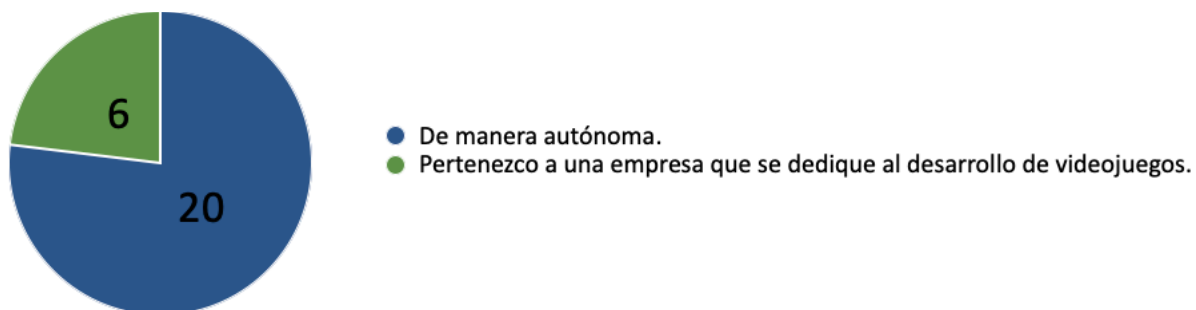 6
20
De manera autónoma.
Pertenezco a una empresa que se dedique al desarrollo de videojuegos.